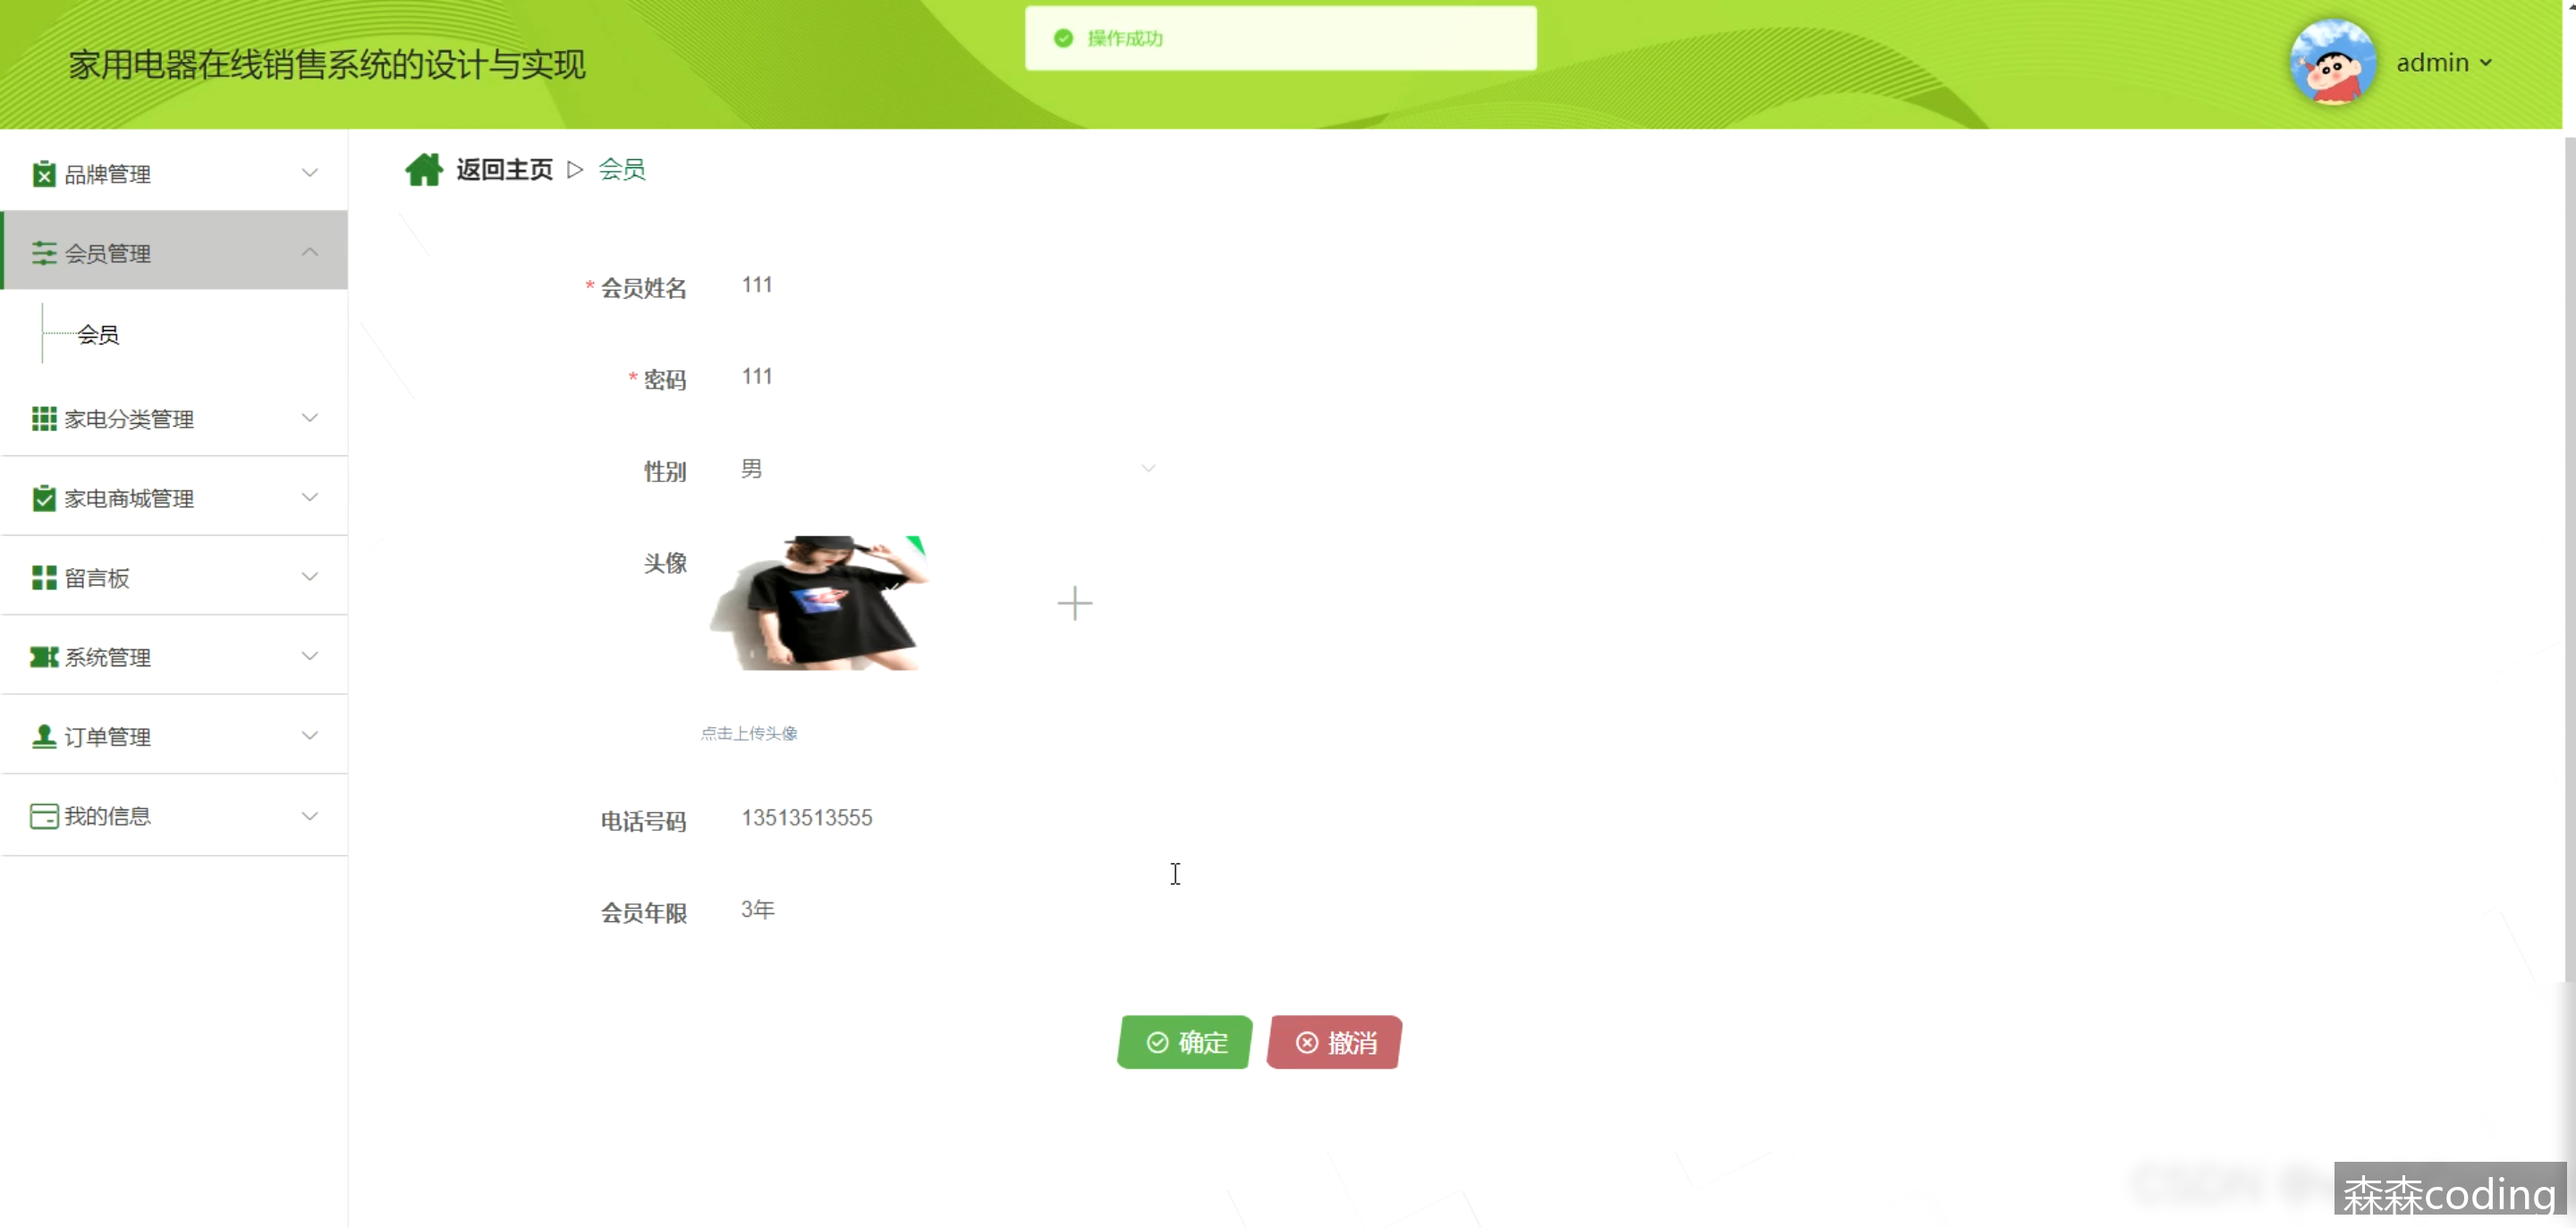 家用电器在线销售系统的设计与实现
操作成功
admin
品牌管理
会员管理
会员
家电分类管理
家电商城管理
留言板
系统管理
订单管理
我的信息
返回主页 ▷ 会员
* 会员姓名 111
* 密码 111
性别 男
头像
点击上传头像
电话号码 13513513555
会员年限 3年
确定
撤消
森森coding